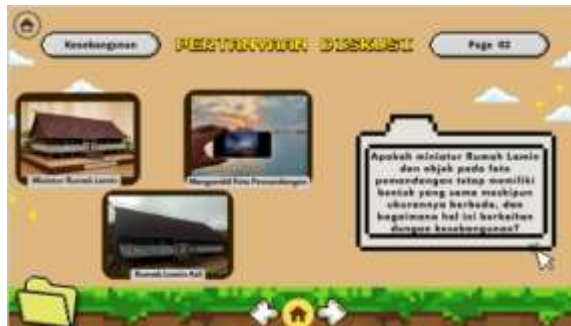 Kesebangunan
PERTANYAAN DISKUSI
Page 02
Miniatur Rumah Lamin
Mengambil Foto Pemandangan
Rumah Lamin Asli
Apakah miniatur Rumah Lamin
dan objek pada foto
pemandangan tetap memiliki
bentuk yang sama meskipun
ukurannya berbeda, dan
bagaimana hal ini berkaitan
dengan kesebangunan?